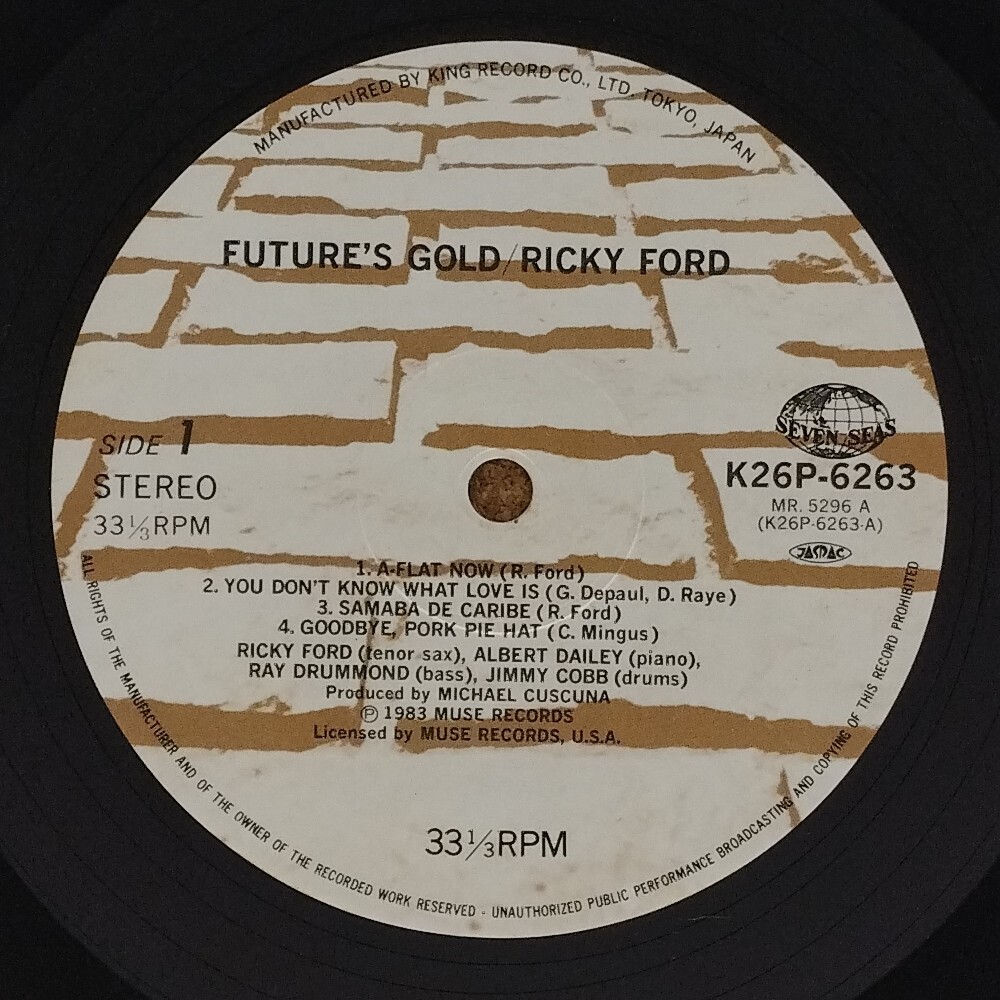 MANUFACTURED BY KING RECORD CO., LTD. TOKYO, JAPAN
FUTURE'S GOLD/RICKY FORD
SIDE 1
STEREO
33⅓RPM
SEVEN SEAS
K26P-6263
MR. 5296 A
(K26P-6263-A)
JASRAC
1. A-FLAT NOW (R. Ford)
2. YOU DON'T KNOW WHAT LOVE IS (G. Depaul, D. Raye)
3. SAMABA DE CARIBE (R. Ford)
4. GOODBYE, PORK PIE HAT (C. Mingus)
RICKY FORD (tenor sax), ALBERT DAILEY (piano),
RAY DRUMMOND (bass), JIMMY COBB (drums)
Produced by MICHAEL CUSCUNA
Ⓟ 1983 MUSE RECORDS
Licensed by MUSE RECORDS, U.S.A.
33⅓RPM
ALL RIGHTS OF THE MANUFACTURER AND OF THE OWNER OF THE RECORDED WORK RESERVED - UNAUTHORIZED PUBLIC PERFORMANCE BROADCASTING AND COPYING OF THIS RECORD PROHIBITED